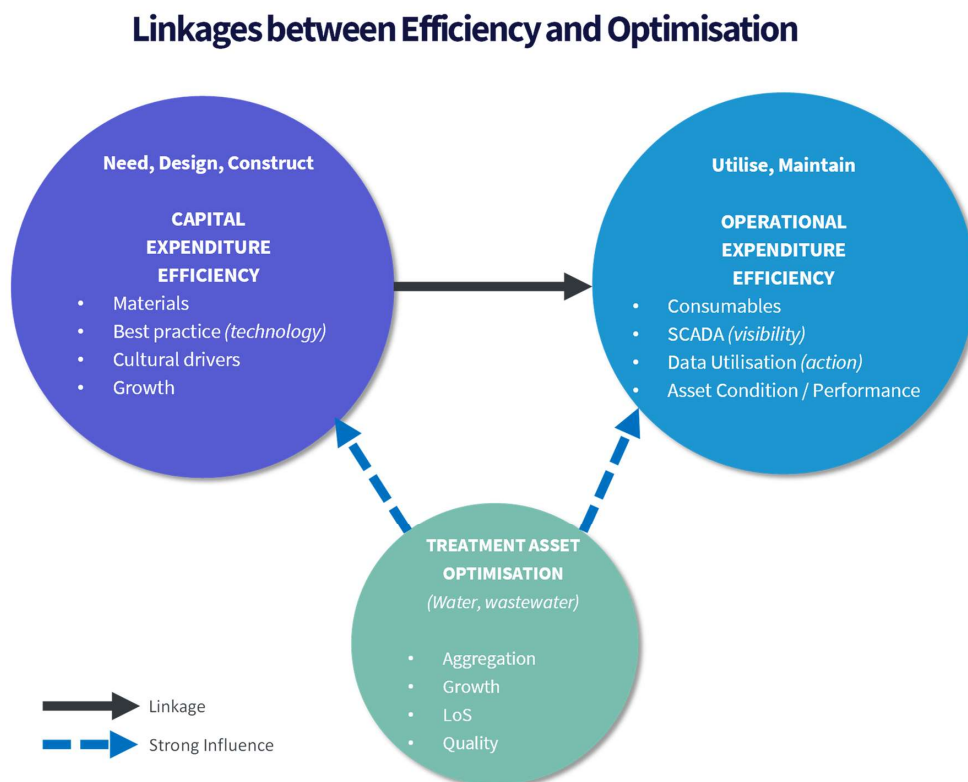 Linkages between Efficiency and Optimisation
Need, Design, Construct
CAPITAL
EXPENDITURE
EFFICIENCY
• Materials
• Best practice (technology)
• Cultural drivers
• Growth
Utilise, Maintain
OPERATIONAL
EXPENDITURE
EFFICIENCY
• Consumables
• SCADA (visibility)
• Data Utilisation (action)
• Asset Condition / Performance
TREATMENT ASSET
OPTIMISATION
(Water, wastewater)
• Aggregation
• Growth
• LoS
• Quality
Linkage
Strong Influence